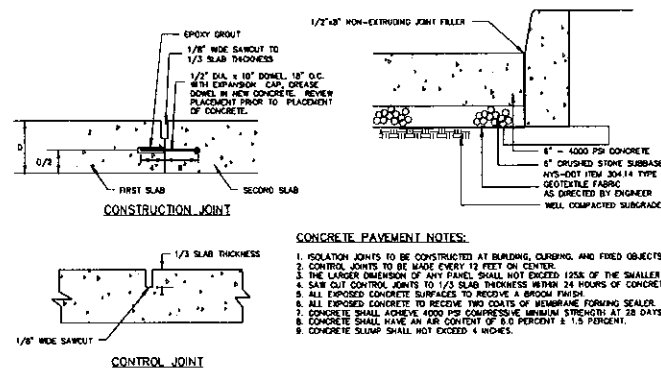 EPOXY GROUT
1/8" WIDE SAWCUT TO
1/3 SLAB THICKNESS
1/2" DIA. x 10" DOWEL, 18" O.C.
WITH EXPANSION CAP, GREASE
DOWEL IN NEW CONCRETE. REVIEW
PLACEMENT PRIOR TO PLACEMENT
OF CONCRETE.
D
D/2
4"
6"
FIRST SLAB
SECOND SLAB
CONSTRUCTION JOINT
1/2"x8" NON-EXTRUDING JOINT FILLER
6" - 4000 PSI CONCRETE
6" CRUSHED STONE SUBBASE
NYS-DOT ITEM 304.14 TYPE
GEOTEXTILE FABRIC
AS DIRECTED BY ENGINEER
WELL COMPACTED SUBGRADE
1/3 SLAB THICKNESS
1/8" WIDE SAWCUT
CONTROL JOINT
CONCRETE PAVEMENT NOTES:
1. ISOLATION JOINTS TO BE CONSTRUCTED AT BUILDING, CURBING, AND FIXED OBJECTS
2. CONTROL JOINTS TO BE MADE EVERY 12 FEET ON CENTER.
3. THE LARGER DIMENSION OF ANY PANEL SHALL NOT EXCEED 125% OF THE SMALLER
4. SAW CUT CONTROL JOINTS TO 1/3 SLAB THICKNESS WITHIN 24 HOURS OF CONCRET
5. ALL EXPOSED CONCRETE SURFACES TO RECEIVE A BROOM FINISH.
6. ALL EXPOSED CONCRETE TO RECEIVE TWO COATS OF MEMBRANE FORMING SEALER.
7. CONCRETE SHALL ACHIEVE 4000 PSI COMPRESSIVE MINIMUM STRENGTH AT 28 DAYS
8. CONCRETE SHALL HAVE AN AIR CONTENT OF 6.0 PERCENT ± 1.5 PERCENT.
9. CONCRETE SLUMP SHALL NOT EXCEED 4 INCHES.